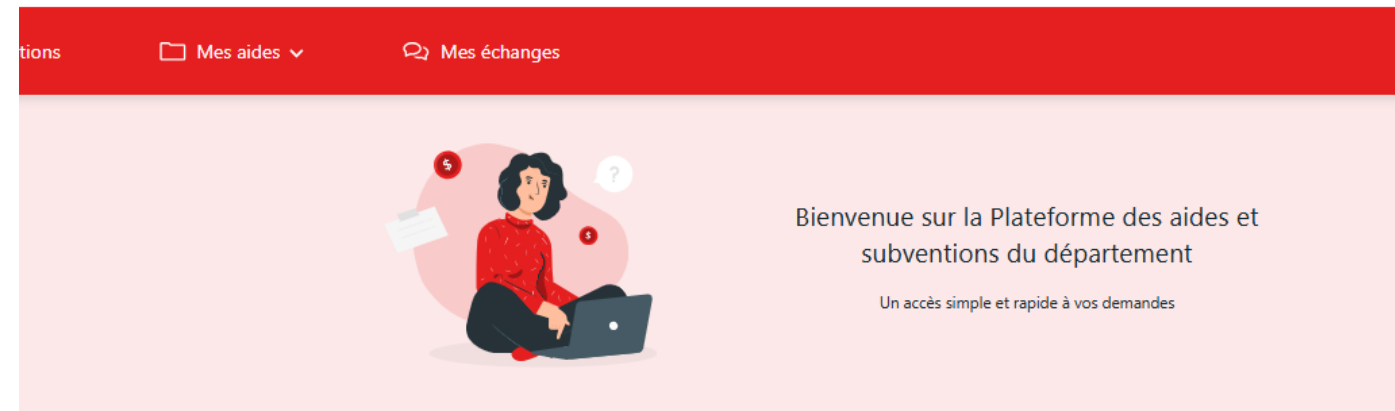 tions
Mes aides
Mes échanges
$
?
$
Bienvenue sur la Plateforme des aides et
subventions du département
Un accès simple et rapide à vos demandes